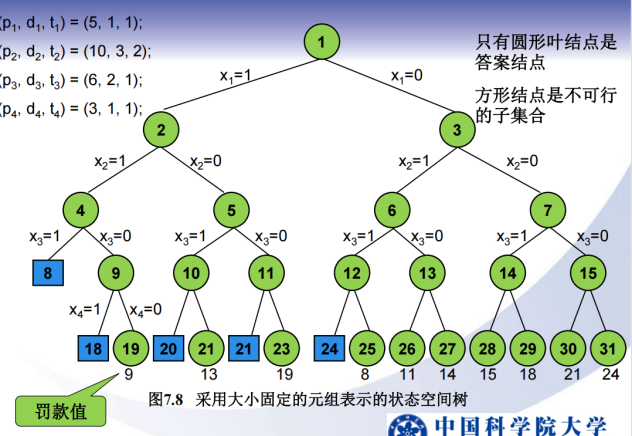 (p₁, d₁, t₁) = (5, 1, 1);
(p₂, d₂, t₂) = (10, 3, 2);
(p₃, d₃, t₃) = (6, 2, 1);
(p₄, d₄, t₄) = (3, 1, 1);
只有圆形叶结点是
答案结点
方形结点是不可行
的子集合
1
x₁=1 x₁=0
2 3
x₂=1 x₂=0 x₂=1 x₂=0
4 5 6 7
x₃=1 x₃=0 x₃=1 x₃=0 x₃=1 x₃=0 x₃=1 x₃=0
8 9 10 11 12 13 14 15
x₄=1 x₄=0
18 19 20 21 21 23 24 25 26 27 28 29 30 31
9 13 19 8 11 14 15 18 21 24
罚款值
图7.8 采用大小固定的元组表示的状态空间树
中国科学院大学